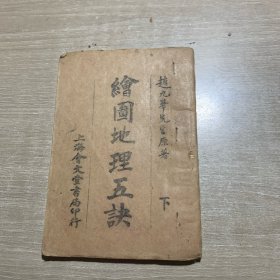 趙九峯先生原著
下
繪圖地理五訣
上海會文堂書局印行